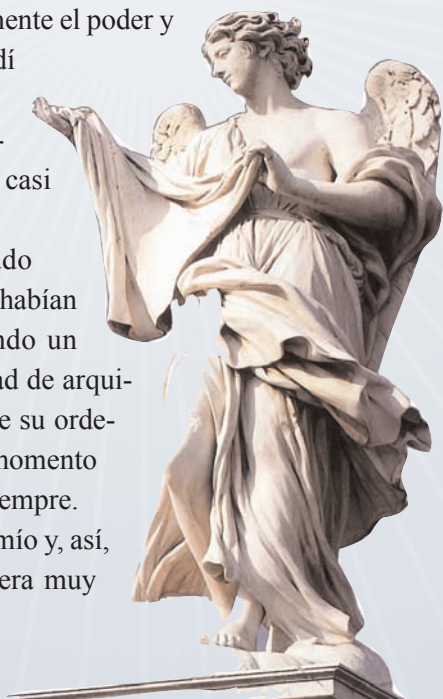 mente el poder y
dí
-
casi
ado
habían
ndo un
ad de arqui-
e su orde-
momento
empre.
mío y, así,
era muy